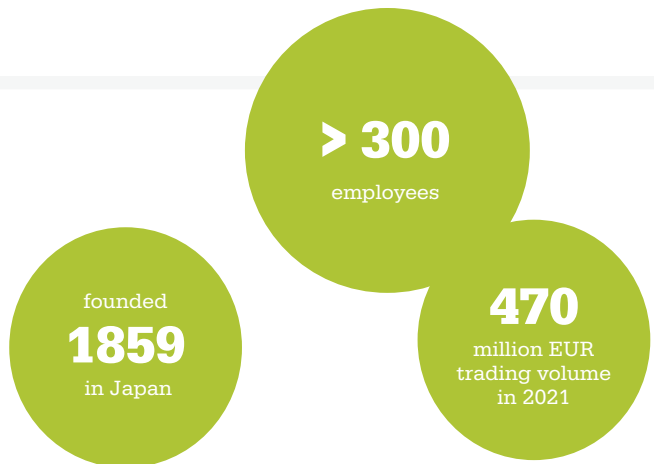 > 300
employees
founded
1859
in Japan
470
million EUR
trading volume
in 2021